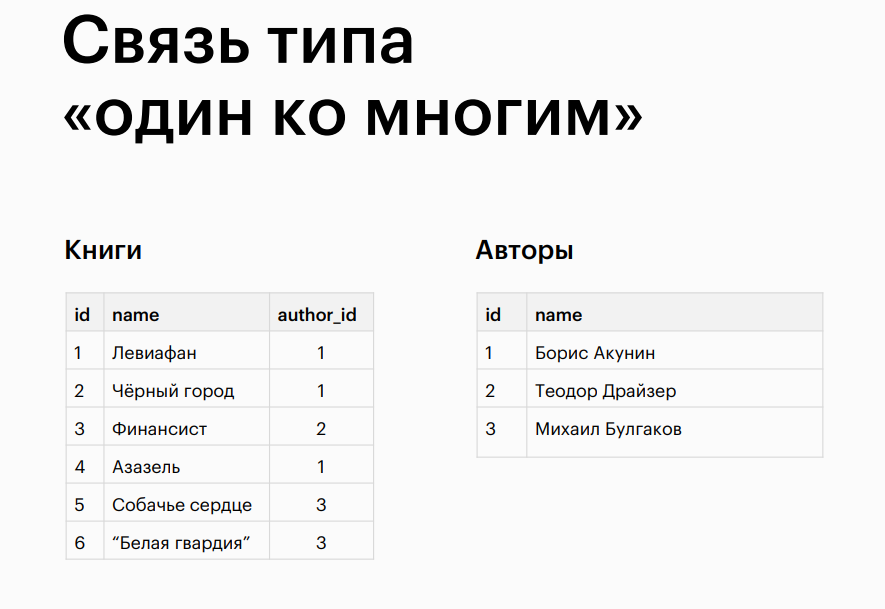 Связь типа
«один ко многим»
Книги
id name author_id
1 Левиафан 1
2 Чёрный город 1
3 Финансист 2
4 Азазель 1
5 Собачье сердце 3
6 “Белая гвардия” 3
Авторы
id name
1 Борис Акунин
2 Теодор Драйзер
3 Михаил Булгаков